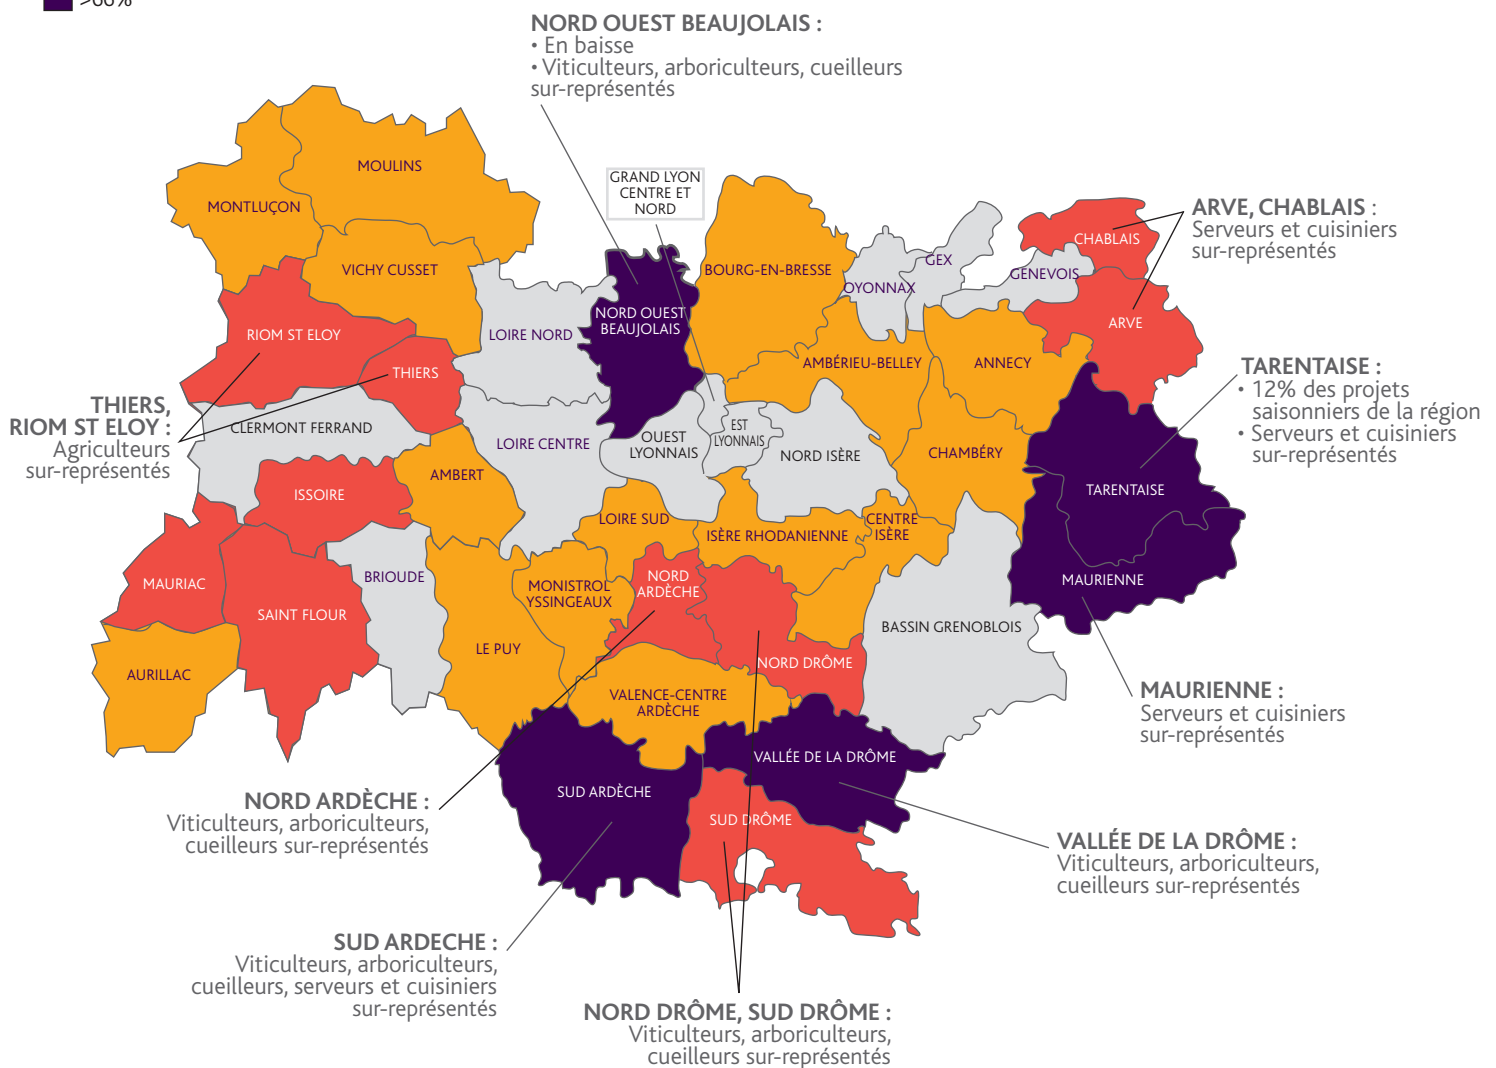 >66%
NORD OUEST BEAUJOLAIS :
• En baisse
• Viticulteurs, arboriculteurs, cueilleurs
sur-représentés
GRAND LYON
CENTRE ET
NORD
MOULINS
MONTLUÇON
VICHY CUSSET
BOURG-EN-BRESSE
OYONNAX
GEX
GENEVOIS
CHABLAIS
ARVE, CHABLAIS :
Serveurs et cuisiniers
sur-représentés
ARVE
RIOM ST ELOY
LOIRE NORD
NORD OUEST
BEAUJOLAIS
AMBÉRIEU-BELLEY
ANNECY
THIERS
TARENTAISE :
• 12% des projets
saisonniers de la région
• Serveurs et cuisiniers
sur-représentés
THIERS,
RIOM ST ELOY :
Agriculteurs
sur-représentés
CLERMONT FERRAND
LOIRE CENTRE
OUEST
LYONNAIS
EST
LYONNAIS
NORD ISÈRE
CHAMBÉRY
AMBERT
ISSOIRE
TARENTAISE
LOIRE SUD
ISÈRE RHODANIENNE
CENTRE
ISÈRE
MAURIAC
SAINT FLOUR
BRIOUDE
MONISTROL
YSSINGEAUX
NORD
ARDÈCHE
MAURIENNE
BASSIN GRENOBLOIS
LE PUY
NORD DRÔME
AURILLAC
VALENCE-CENTRE
ARDÈCHE
MAURIENNE :
Serveurs et cuisiniers
sur-représentés
VALLÉE DE LA DRÔME
SUD ARDÈCHE
SUD DRÔME
NORD ARDÈCHE :
Viticulteurs, arboriculteurs,
cueilleurs sur-représentés
VALLÉE DE LA DRÔME :
Viticulteurs, arboriculteurs,
cueilleurs sur-représentés
SUD ARDECHE :
Viticulteurs, arboriculteurs,
cueilleurs, serveurs et cuisiniers
sur-représentés
NORD DRÔME, SUD DRÔME :
Viticulteurs, arboriculteurs,
cueilleurs sur-représentés